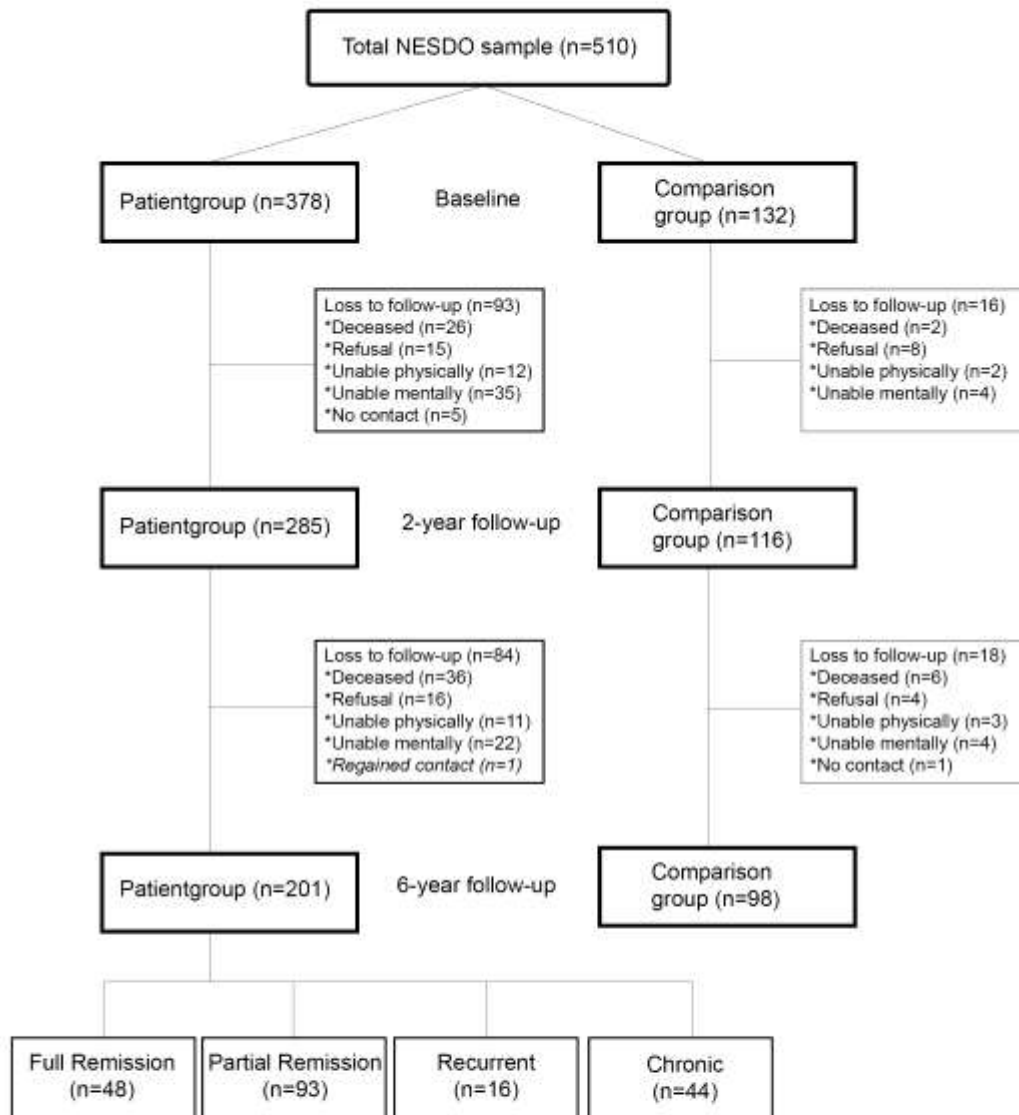 Total NESDO sample (n=510)
Patientgroup (n=378)
Baseline
Comparison
group (n=132)
Loss to follow-up (n=93)
*Deceased (n=26)
*Refusal (n=15)
*Unable physically (n=12)
*Unable mentally (n=35)
*No contact (n=5)
Loss to follow-up (n=16)
*Deceased (n=2)
*Refusal (n=8)
*Unable physically (n=2)
*Unable mentally (n=4)
Patientgroup (n=285)
2-year follow-up
Comparison
group (n=116)
Loss to follow-up (n=84)
*Deceased (n=36)
*Refusal (n=16)
*Unable physically (n=11)
*Unable mentally (n=22)
*Regained contact (n=1)
Loss to follow-up (n=18)
*Deceased (n=6)
*Refusal (n=4)
*Unable physically (n=3)
*Unable mentally (n=4)
*No contact (n=1)
Patientgroup (n=201)
6-year follow-up
Comparison
group (n=98)
Full Remission
(n=48)
Partial Remission
(n=93)
Recurrent
(n=16)
Chronic
(n=44)